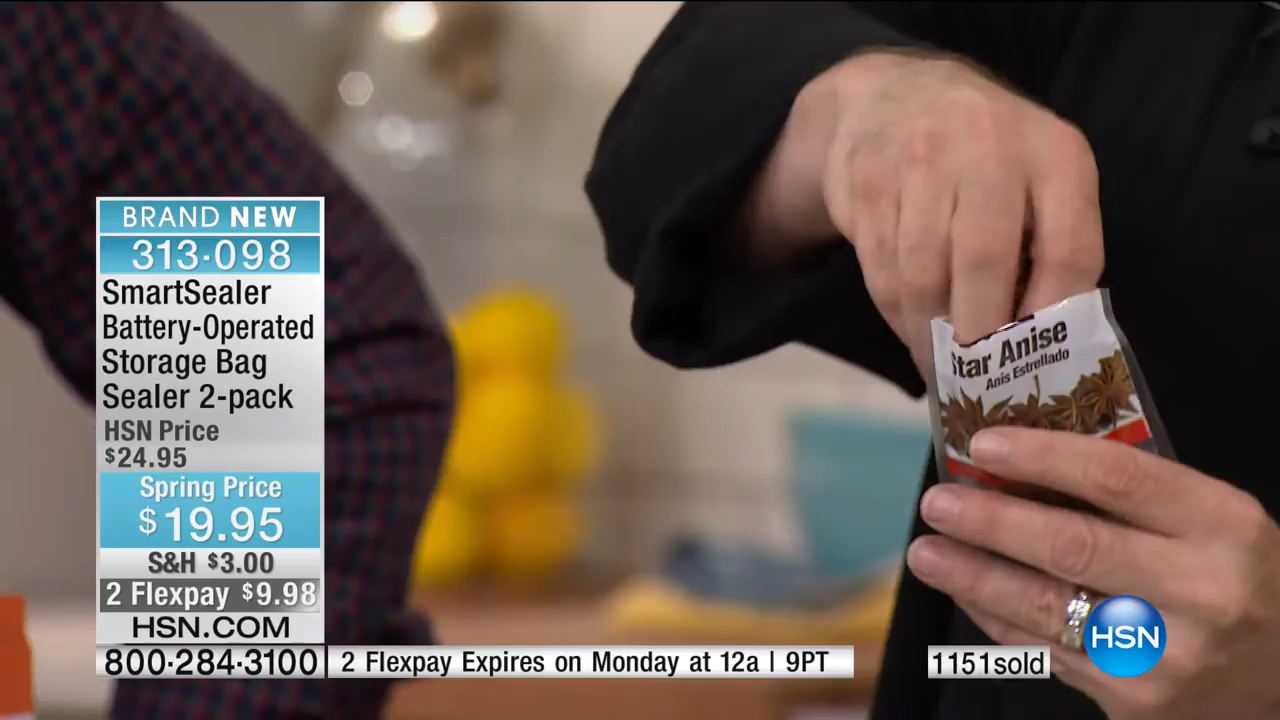 BRAND NEW
313·098
SmartSealer
Battery-Operated
Storage Bag
Sealer 2-pack
HSN Price
$24.95
Spring Price
$19.95
S&H $3.00
2 Flexpay $9.98
HSN.COM
800·284·3100
2 Flexpay Expires on Monday at 12a | 9PT
1151sold
HSN
Star Anise
Anis Estrellado